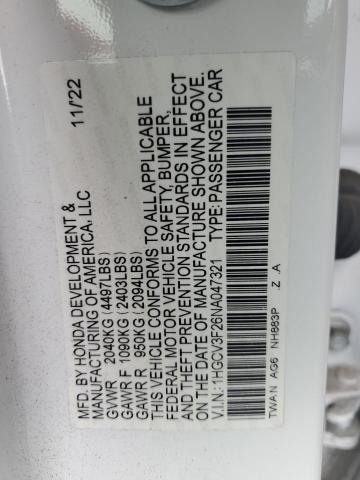 MFD. BY HONDA DEVELOPMENT & 11/'22
MANUFACTURING OF AMERICA, LLC
GVWR 2040KG (4497LBS)
GAWR F 1090KG (2403LBS)
GAWR R 950KG (2094LBS)
THIS VEHICLE CONFORMS TO ALL APPLICABLE
FEDERAL MOTOR VEHICLE SAFETY, BUMPER,
AND THEFT PREVENTION STANDARDS IN EFFECT
ON THE DATE OF MANUFACTURE SHOWN ABOVE.
V.I.N.: 1HGCV3F26NA047321 TYPE: PASSENGER CAR
TWA N AG6 NH883P .Z .A